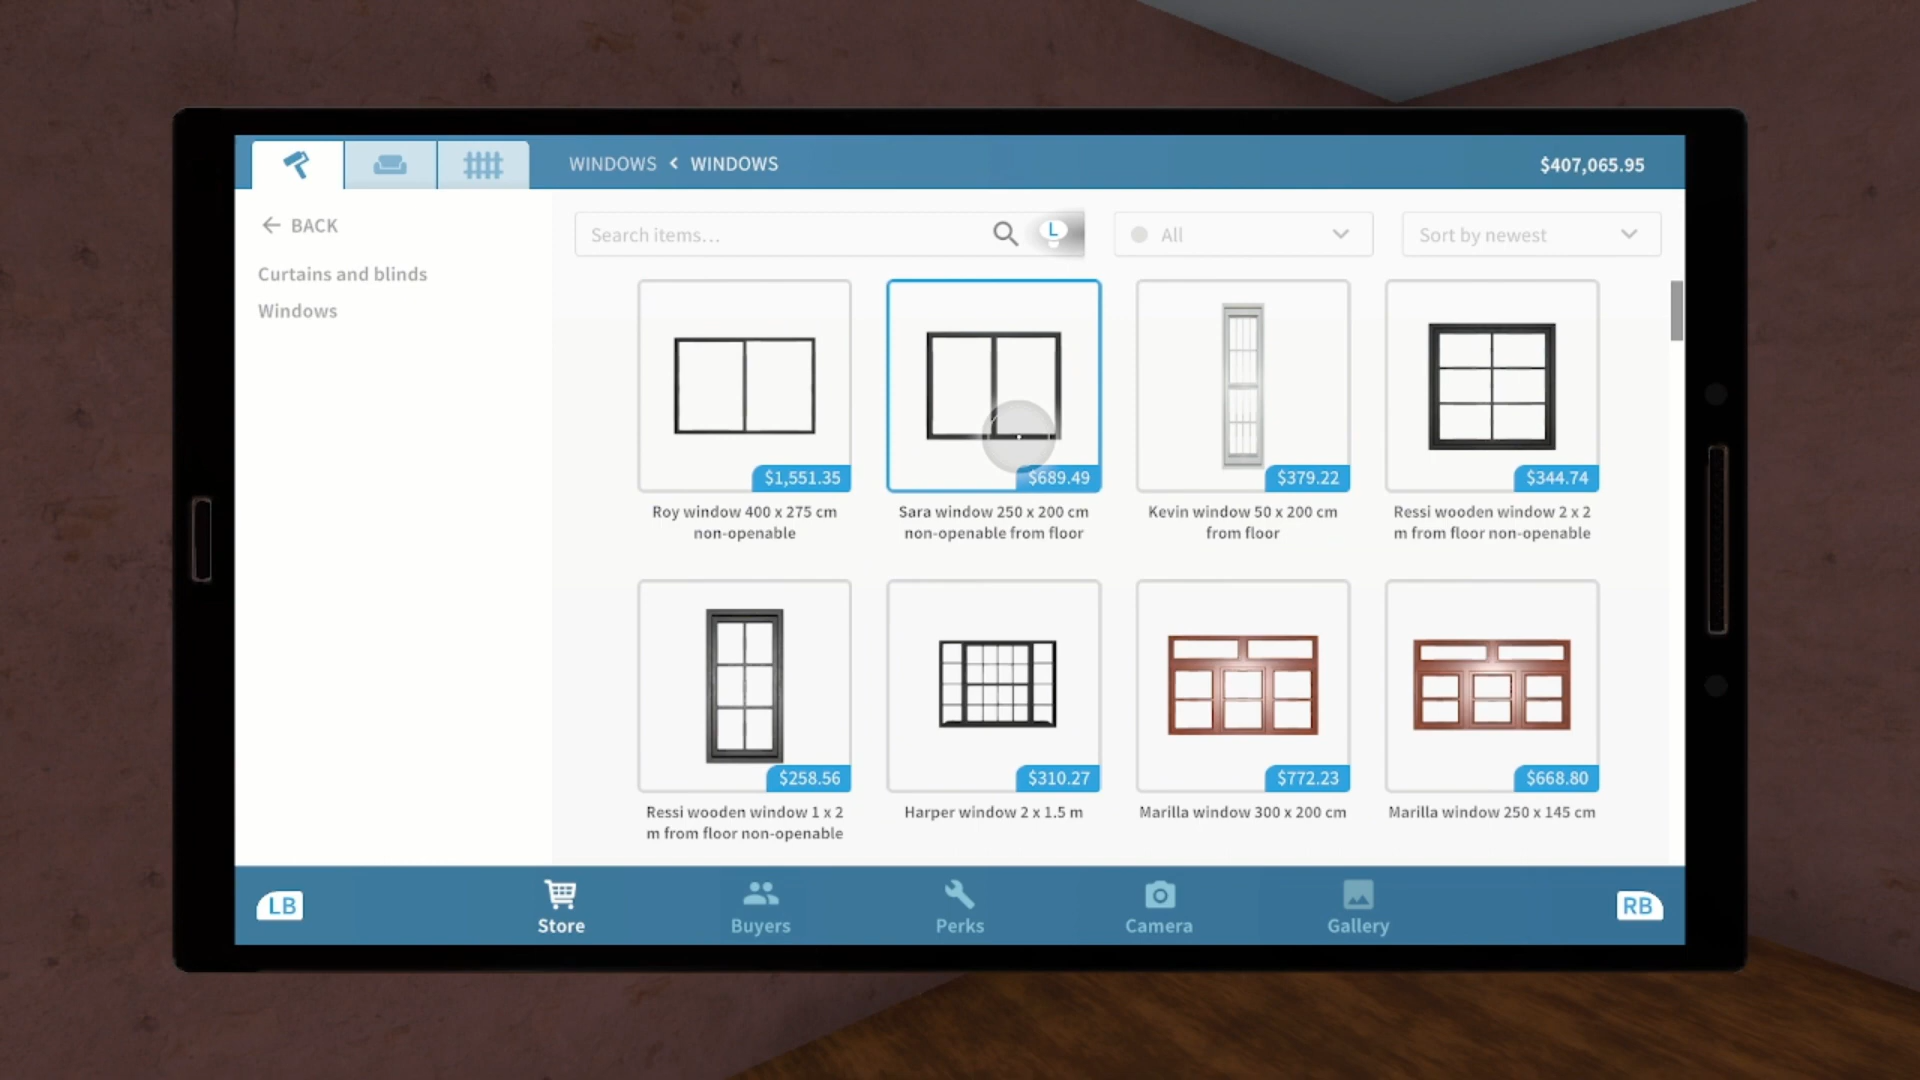 WINDOWS < WINDOWS
$407,065.95
BACK
Curtains and blinds
Windows
Search items...
L
All
Sort by newest
$1,551.35
$689.49
$379.22
$344.74
Roy window 400 x 275 cm
non-openable
Sara window 250 x 200 cm
non-openable from floor
Kevin window 50 x 200 cm
from floor
Ressi wooden window 2 x 2
m from floor non-openable
$258.56
$310.27
$772.23
$668.80
Ressi wooden window 1 x 2
m from floor non-openable
Harper window 2 x 1.5 m
Marilla window 300 x 200 cm
Marilla window 250 x 145 cm
LB
Store
Buyers
Perks
Camera
Gallery
RB